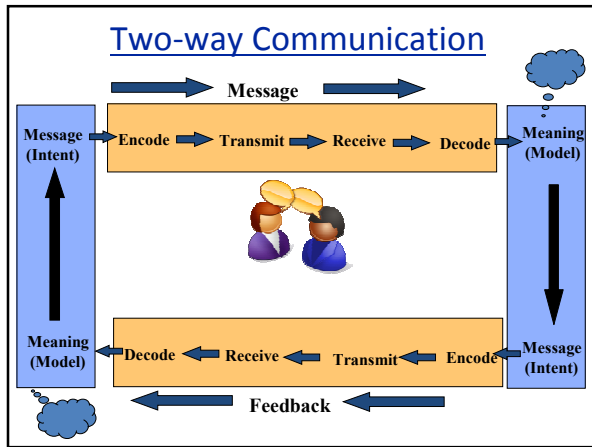 Two-way Communication
Message
Message
(Intent)
Encode Transmit Receive Decode
Meaning
(Model)
Meaning
(Model)
Decode Receive Transmit Encode
Message
(Intent)
Feedback